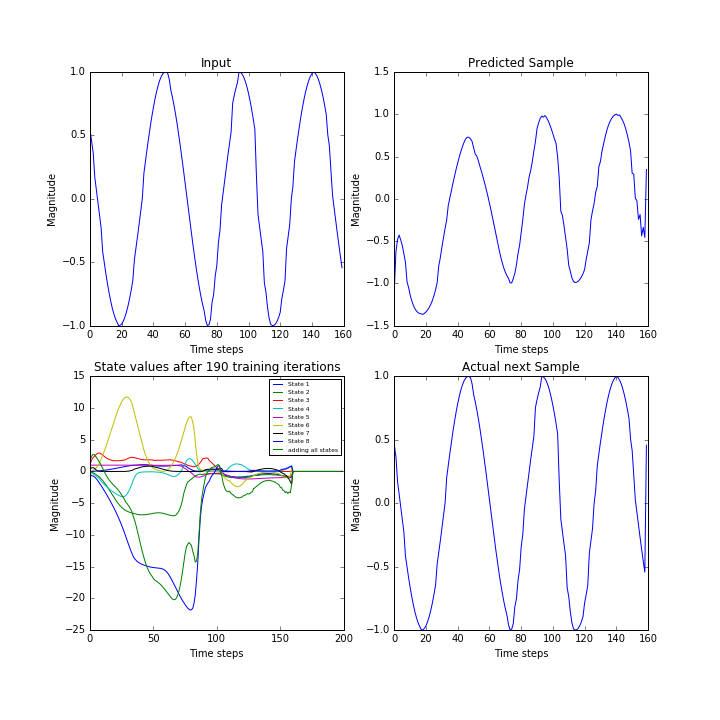 Input
Magnitude
1.0
0.5
0.0
−0.5
−1.0
0 20 40 60 80 100 120 140 160
Time steps
Predicted Sample
Magnitude
1.5
1.0
0.5
0.0
−0.5
−1.0
−1.5
0 20 40 60 80 100 120 140 160
Time steps
State values after 190 training iterations
Magnitude
15
10
5
0
−5
−10
−15
−20
−25
0 50 100 150 200
Time steps
State 1
State 2
State 3
State 4
State 5
State 6
State 7
State 8
adding all states
Actual next Sample
Magnitude
1.0
0.5
0.0
−0.5
−1.0
0 20 40 60 80 100 120 140 160
Time steps